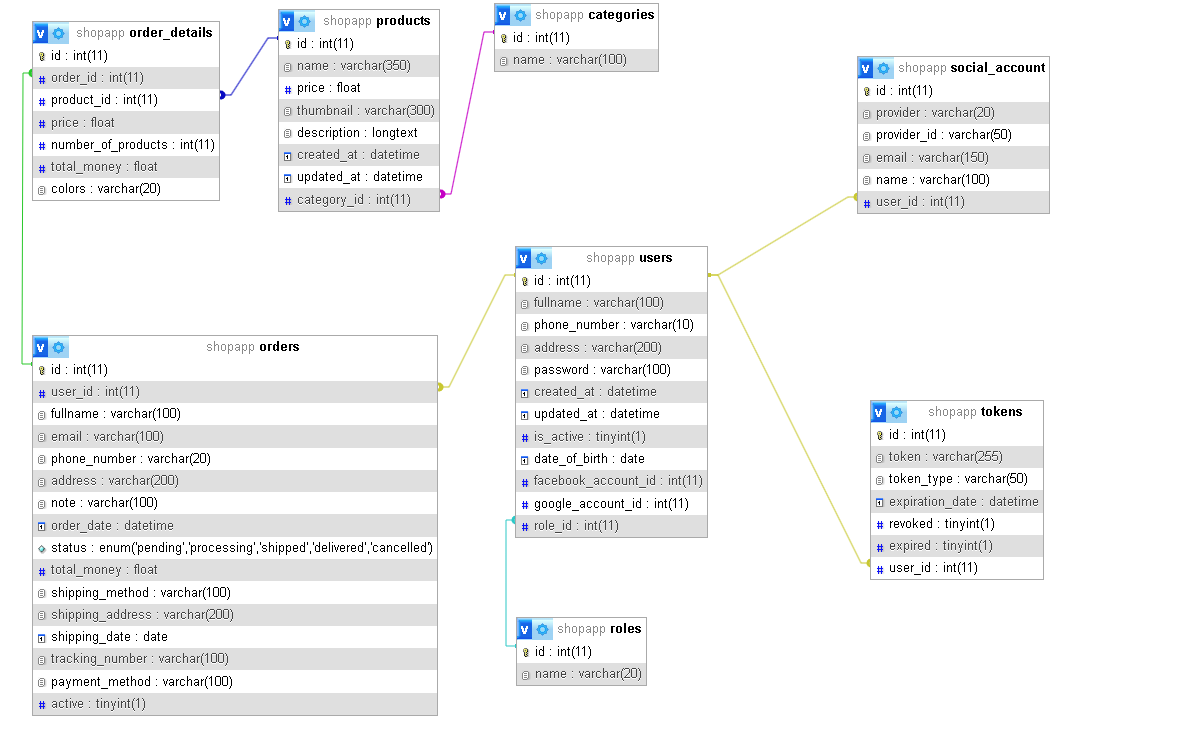 shopapp order_details
id : int(11)
order_id : int(11)
product_id : int(11)
price : float
number_of_products : int(11)
total_money : float
colors : varchar(20)
shopapp products
id : int(11)
name : varchar(350)
price : float
thumbnail : varchar(300)
description : longtext
created_at : datetime
updated_at : datetime
category_id : int(11)
shopapp categories
id : int(11)
name : varchar(100)
shopapp social_account
id : int(11)
provider : varchar(20)
provider_id : varchar(50)
email : varchar(150)
name : varchar(100)
user_id : int(11)
shopapp users
id : int(11)
fullname : varchar(100)
phone_number : varchar(10)
address : varchar(200)
password : varchar(100)
created_at : datetime
updated_at : datetime
is_active : tinyint(1)
date_of_birth : date
facebook_account_id : int(11)
google_account_id : int(11)
role_id : int(11)
shopapp orders
id : int(11)
user_id : int(11)
fullname : varchar(100)
email : varchar(100)
phone_number : varchar(20)
address : varchar(200)
note : varchar(100)
order_date : datetime
status : enum('pending','processing','shipped','delivered','cancelled')
total_money : float
shipping_method : varchar(100)
shipping_address : varchar(200)
shipping_date : date
tracking_number : varchar(100)
payment_method : varchar(100)
active : tinyint(1)
shopapp tokens
id : int(11)
token : varchar(255)
token_type : varchar(50)
expiration_date : datetime
revoked : tinyint(1)
expired : tinyint(1)
user_id : int(11)
shopapp roles
id : int(11)
name : varchar(20)